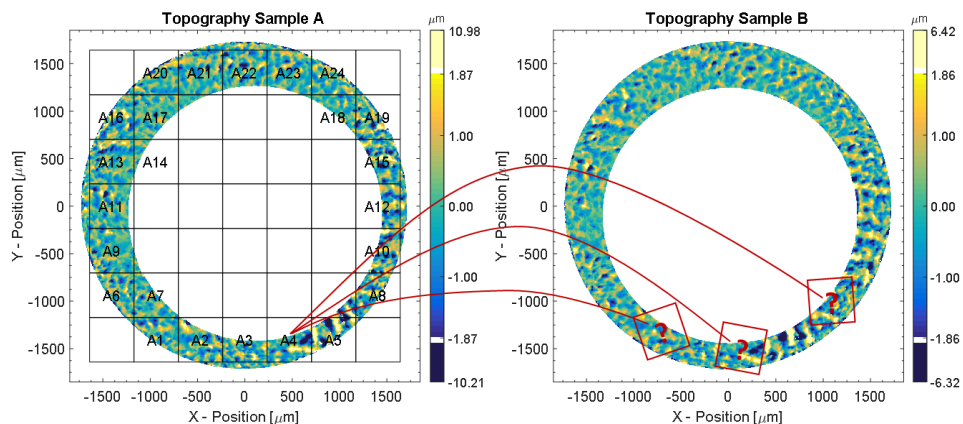 Topography Sample A
μm
10.98
1.87
1.00
0.00
-1.00
-1.87
-10.21
1500
1000
500
0
-500
-1000
-1500
Y - Position [μm]
A20 A21 A22 A23 A24
A16 A17 A18 A19
A13 A14 A15
A11 A12
A9 A10
A6 A7 A8
A1 A2 A3 A4 A5
-1500 -1000 -500 0 500 1000 1500
X - Position [μm]
Topography Sample B
μm
6.42
1.86
1.00
0.00
-1.00
-1.86
-6.32
1500
1000
500
0
-500
-1000
-1500
Y - Position [μm]
?
?
?
-1500 -1000 -500 0 500 1000 1500
X - Position [μm]